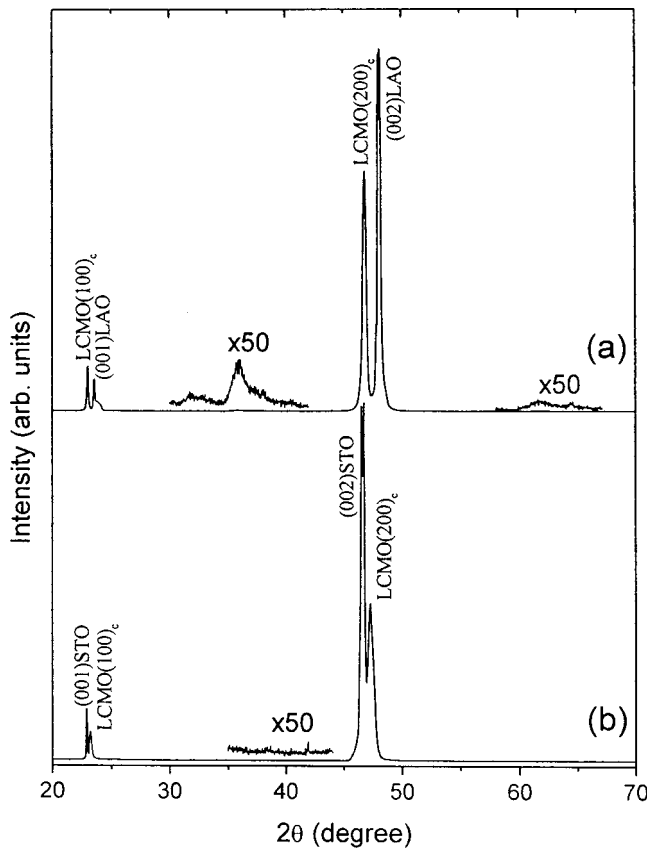 LCMO(200)c
(002)LAO
LCMO(100)c
(001)LAO
x50
(a)
x50
(002)STO
LCMO(200)c
(001)STO
LCMO(100)c
x50
(b)
Intensity (arb. units)
20 30 40 50 60 70
2θ (degree)